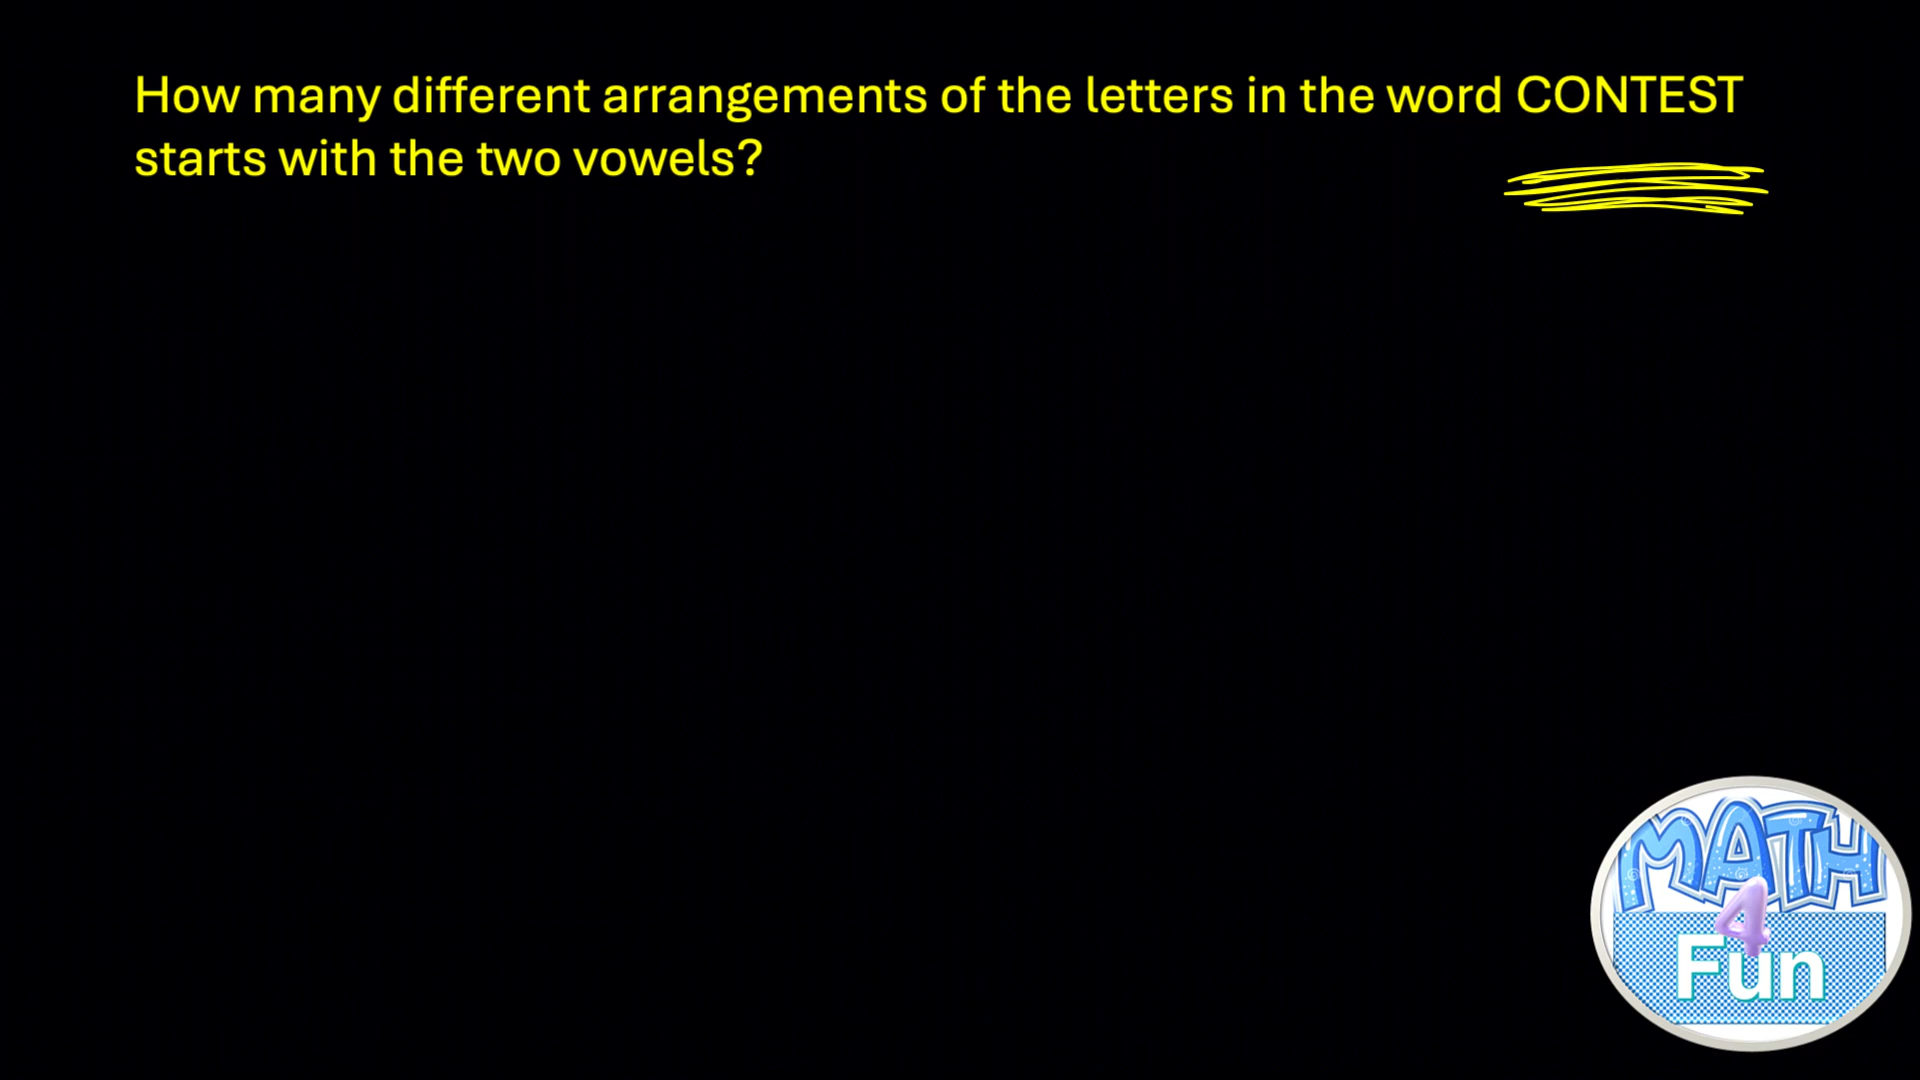 How many different arrangements of the letters in the word CONTEST
starts with the two vowels?
MATH
4
Fun